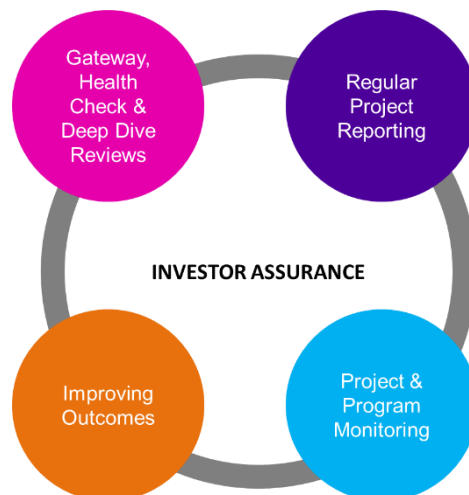 Gateway,
Health
Check &
Deep Dive
Reviews
Regular
Project
Reporting
INVESTOR ASSURANCE
Improving
Outcomes
Project &
Program
Monitoring